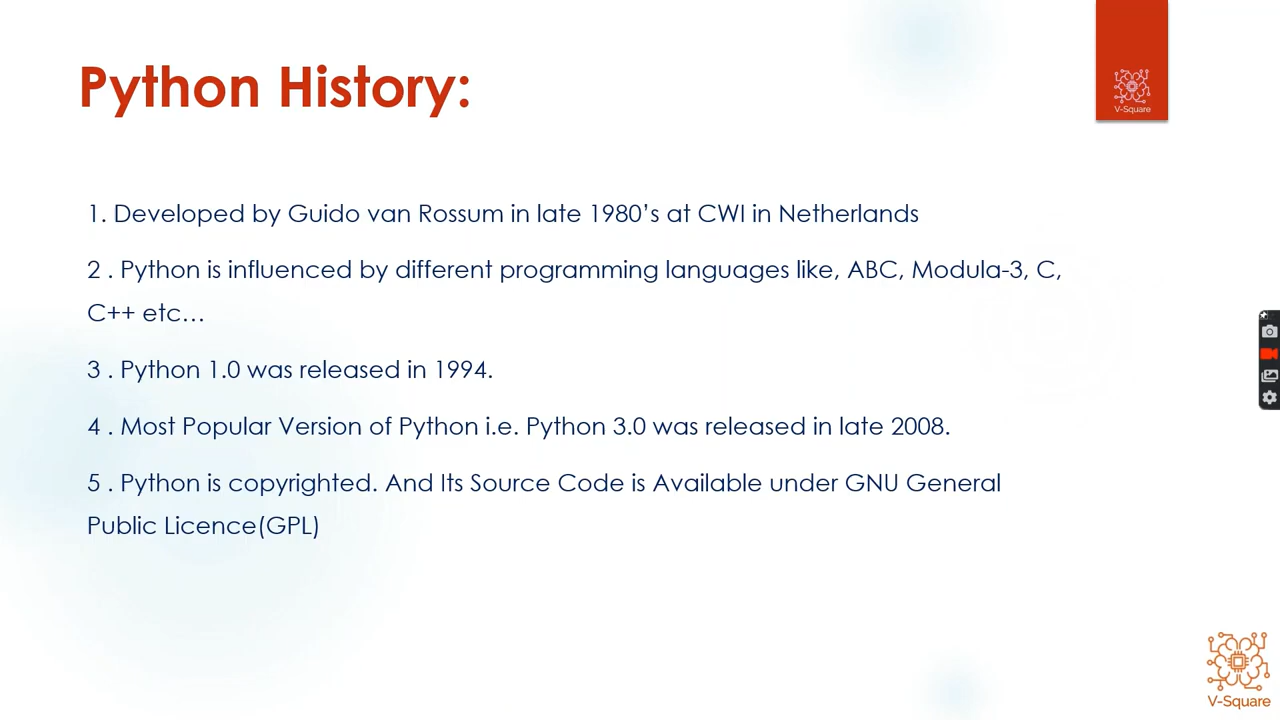 Python History:
V-Square
1. Developed by Guido van Rossum in late 1980’s at CWI in Netherlands
2 . Python is influenced by different programming languages like, ABC, Modula-3, C,
C++ etc…
3 . Python 1.0 was released in 1994.
4 . Most Popular Version of Python i.e. Python 3.0 was released in late 2008.
5 . Python is copyrighted. And Its Source Code is Available under GNU General
Public Licence(GPL)
V-Square